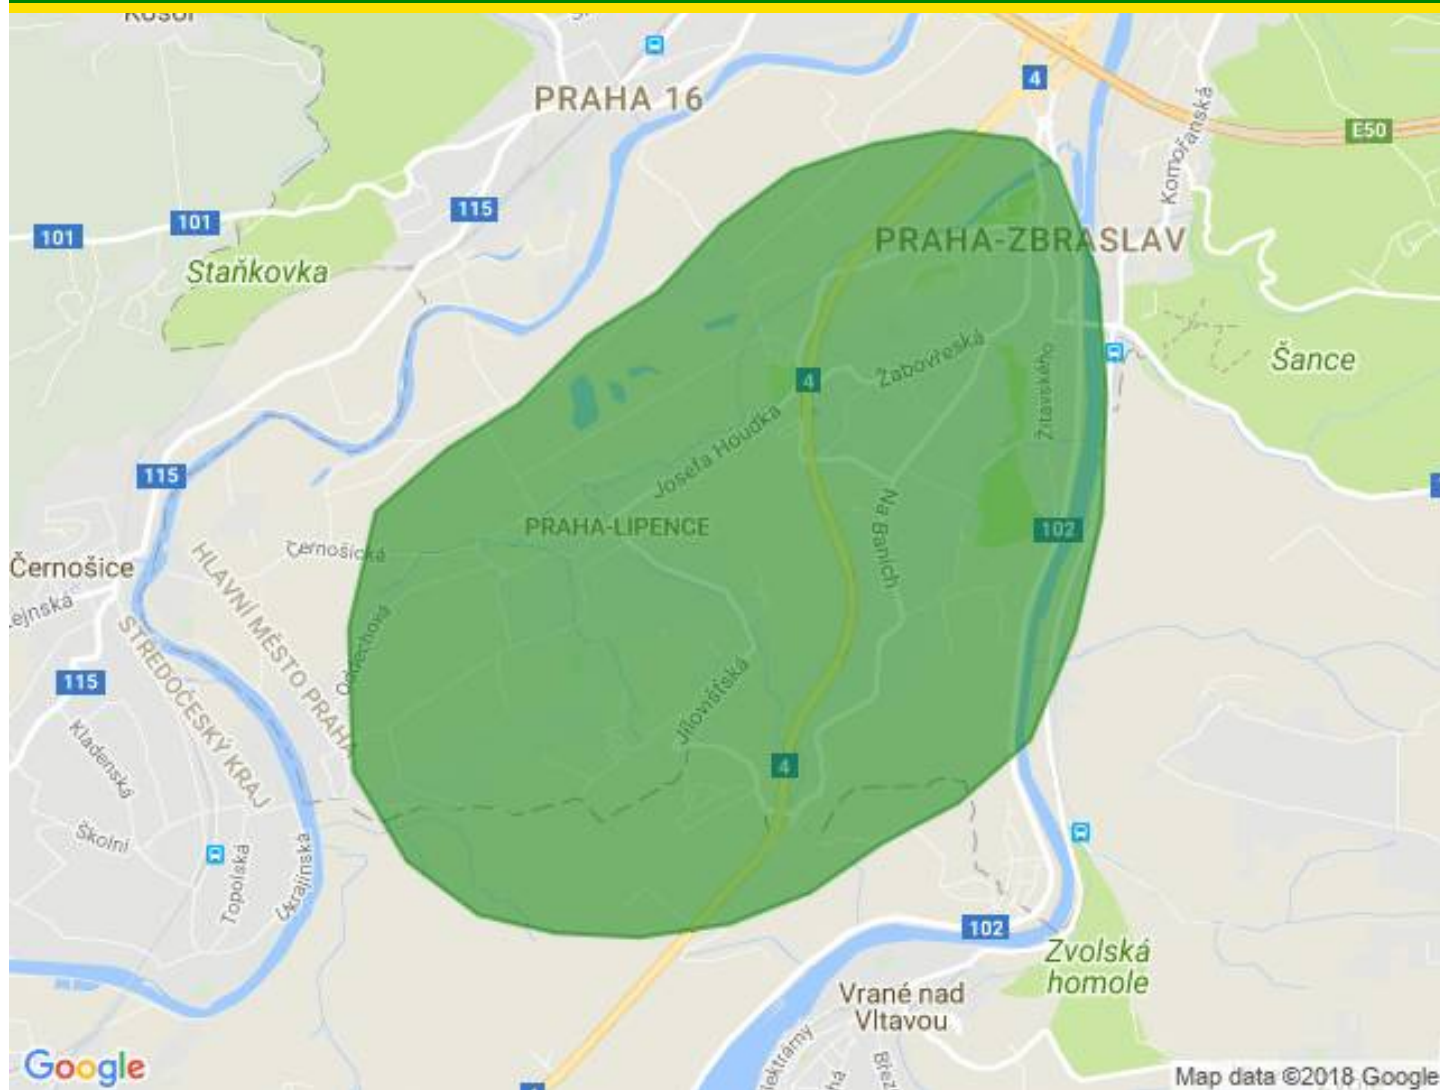 PRAHA 16
4
E50
Komořanská
115
101
101
PRAHA-ZBRASLAV
Staňkovka
Šance
Žabovřeská
4
Žitavského
Josefa Houdka
115
PRAHA-LIPENCE
Na Baních
102
Černošická
Černošice
HLAVNÍ MĚSTO PRAHA
STŘEDOČESKÝ KRAJ
Oddechová
115
Jílovišťská
Kladenská
4
Školní
Topolská
Ukrajinská
102
Zvolská
homole
Vrané nad
Vltavou
Google
Map data ©2018 Google